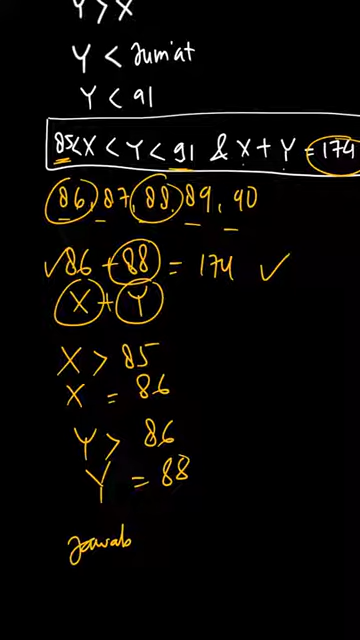 Y > X
Y < Jum'at
Y < 91
85 < X < Y < 91 & X + Y = 174
86, 87, 88, 89, 90
✓ 86 + 88 = 174 ✓
X + Y
X > 85
X = 86
Y > 86
Y = 88
Jawab